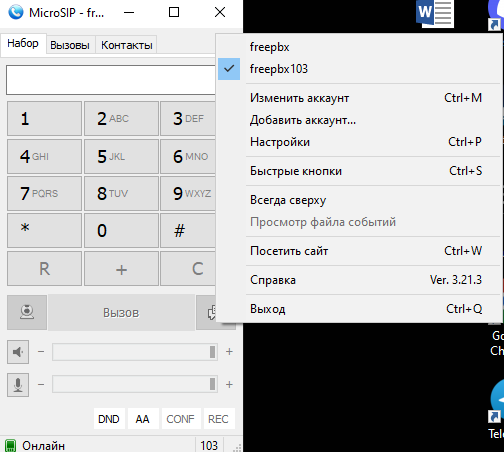 MicroSIP - fr...
Набор Вызовы Контакты
freepbx
freepbx103
Изменить аккаунт Ctrl+M
Добавить аккаунт...
Настройки Ctrl+P
Быстрые кнопки Ctrl+S
Всегда сверху
Просмотр файла событий
Посетить сайт Ctrl+W
Справка Ver. 3.21.3
Выход Ctrl+Q
1 2 ABC 3 DEF
4 GHI 5 JKL 6 MNO
7 PQRS 8 TUV 9 WXYZ
* 0 #
R + C
Вызов
- +
- +
DND AA CONF REC
Онлайн 103
W
Go
Ch
Tele